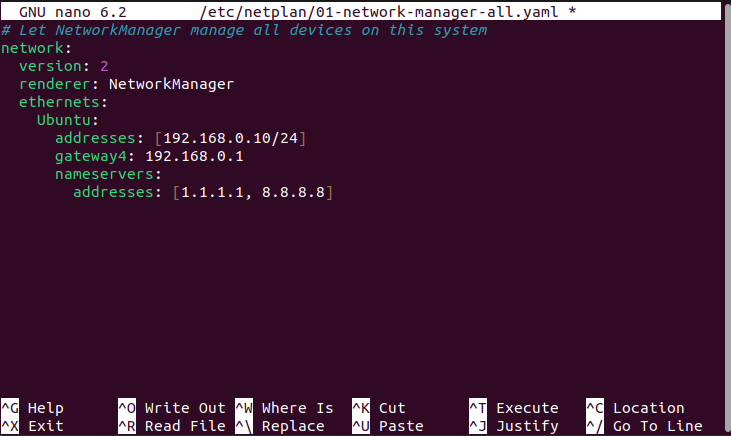 GNU nano 6.2 /etc/netplan/01-network-manager-all.yaml *
# Let NetworkManager manage all devices on this system
network:
  version: 2
  renderer: NetworkManager
  ethernets:
    Ubuntu:
      addresses: [192.168.0.10/24]
      gateway4: 192.168.0.1
      nameservers:
        addresses: [1.1.1.1, 8.8.8.8]
^G Help ^O Write Out ^W Where Is ^K Cut ^T Execute ^C Location
^X Exit ^R Read File ^\ Replace ^U Paste ^J Justify ^/ Go To Line